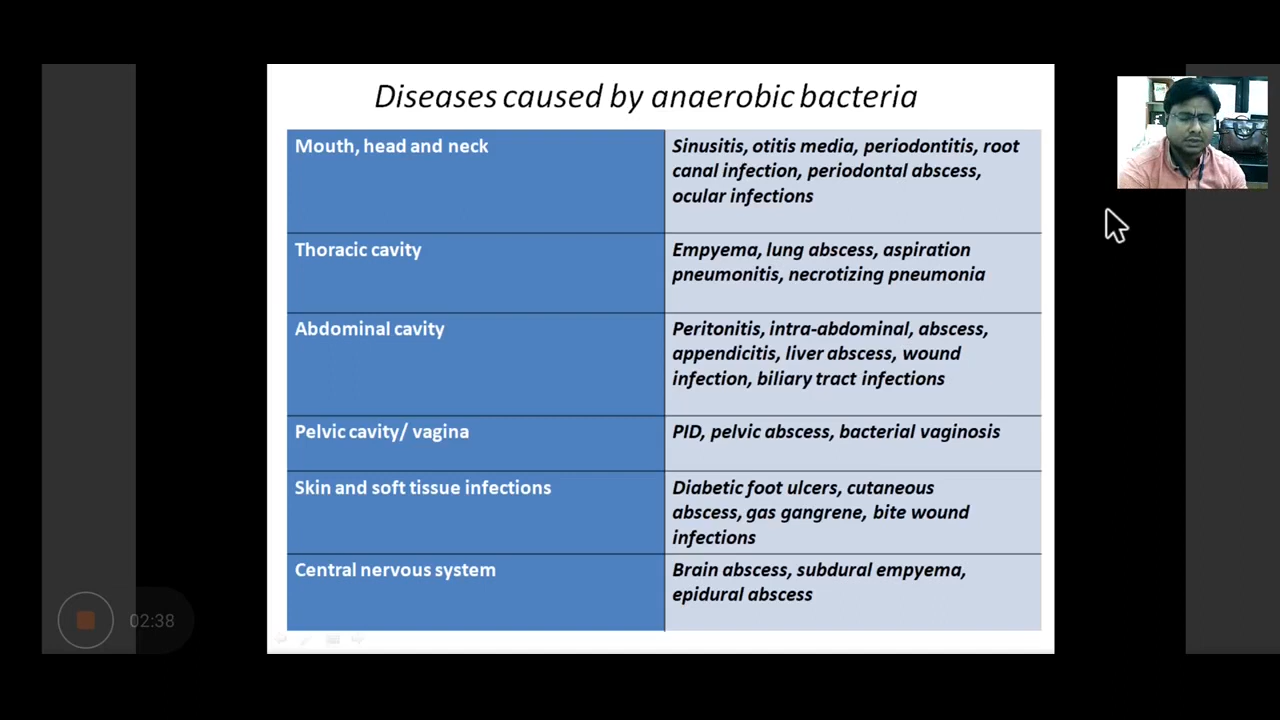 Diseases caused by anaerobic bacteria
Mouth, head and neck
Sinusitis, otitis media, periodontitis, root
canal infection, periodontal abscess,
ocular infections
Thoracic cavity
Empyema, lung abscess, aspiration
pneumonitis, necrotizing pneumonia
Abdominal cavity
Peritonitis, intra-abdominal, abscess,
appendicitis, liver abscess, wound
infection, biliary tract infections
Pelvic cavity/ vagina
PID, pelvic abscess, bacterial vaginosis
Skin and soft tissue infections
Diabetic foot ulcers, cutaneous
abscess, gas gangrene, bite wound
infections
Central nervous system
Brain abscess, subdural empyema,
epidural abscess
02:38